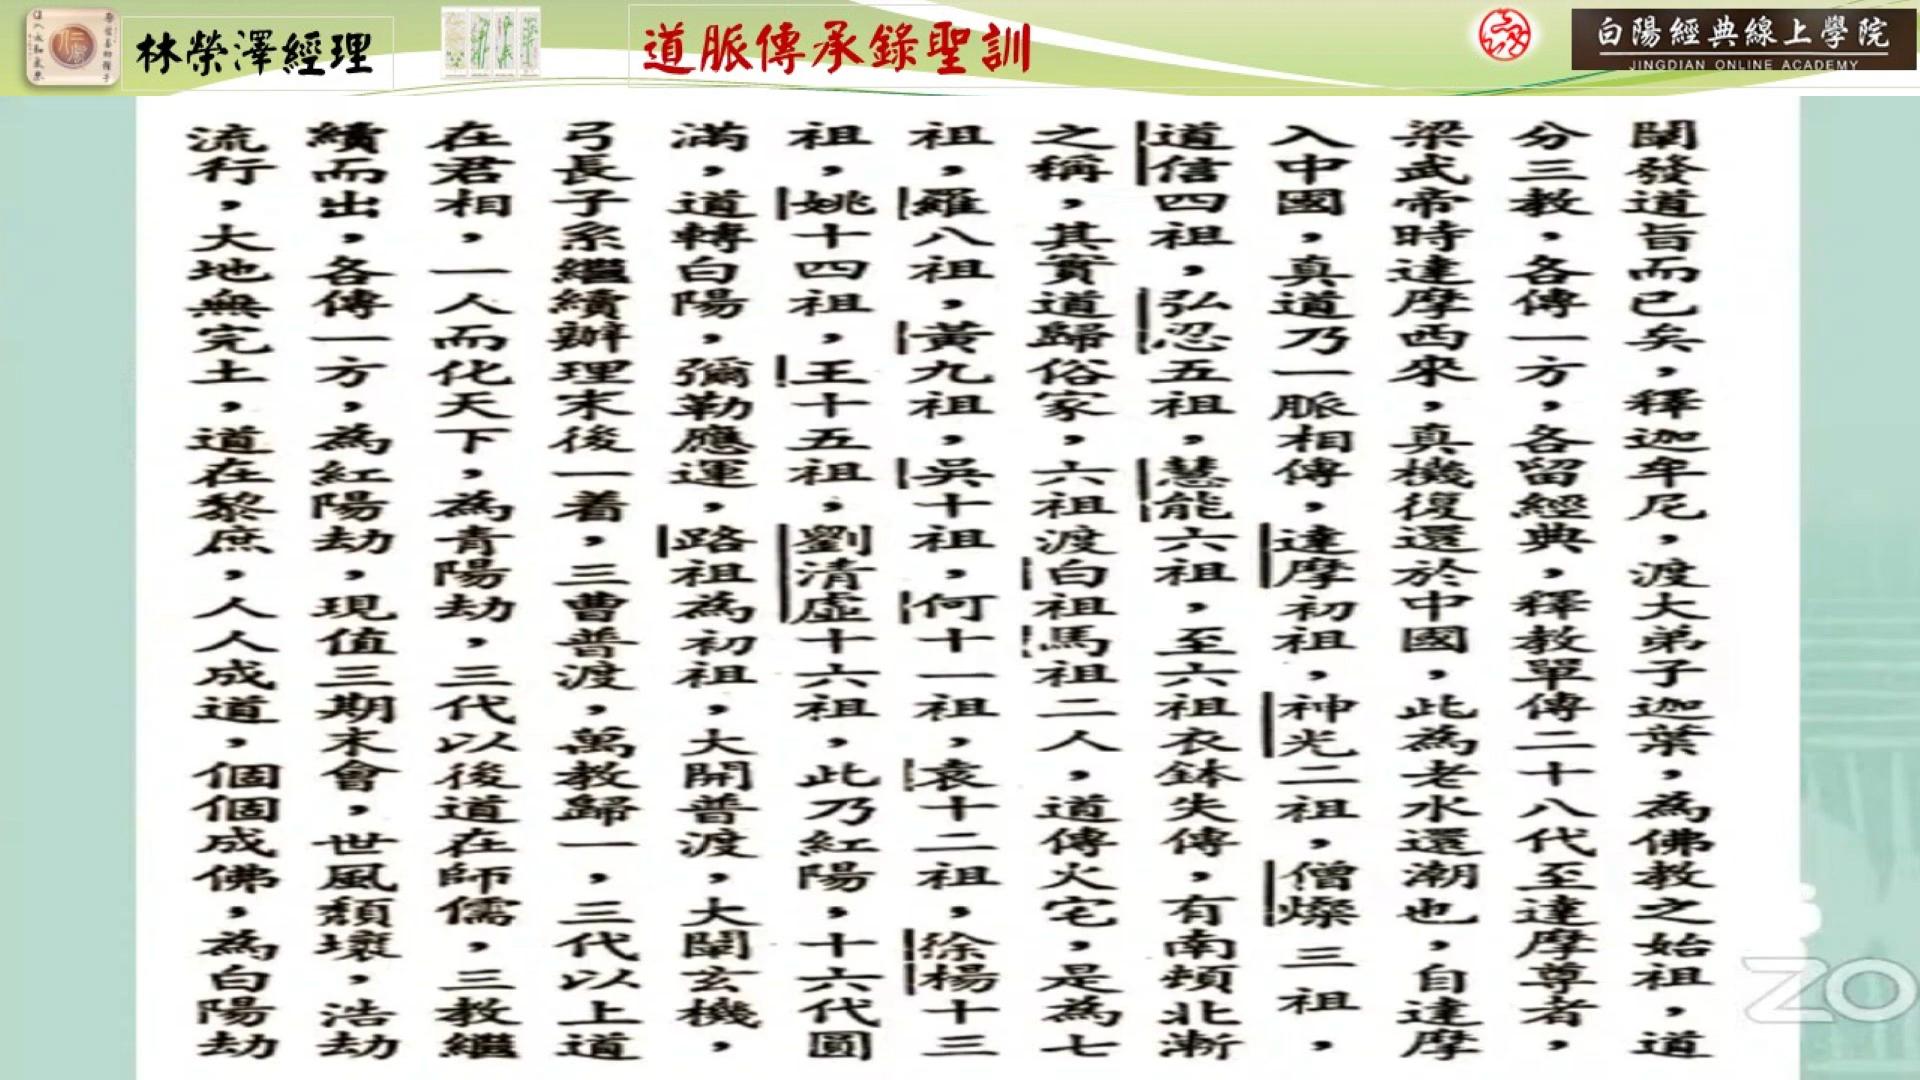 林榮澤經理
道脈傳承錄聖訓
白陽經典線上學院
JINGDIAN ONLINE ACADEMY
闡發道旨而已矣，釋迦牟尼，渡大弟子迦葉，為佛教之始祖，道
分三教，各傳一方，各留經典，釋教單傳二十八代至達摩尊者，
梁武帝時達摩西來，真機復還於中國，此為老水還潮也，自達摩
入中國，真道乃一脈相傳，達摩初祖，神光二祖，僧燦三祖，
道信四祖，弘忍五祖，慧能六祖，至六祖衣鉢失傳，有南頓北漸
之稱，其實道歸俗家，六祖渡白祖馬祖二人，道傳火宅，是為七
祖，羅八祖，黃九祖，吳十祖，何十一祖，袁十二祖，徐楊十三
祖，姚十四祖，王十五祖，劉清虛十六祖，此乃紅陽，十六代圓
滿，道轉白陽，彌勒應運，路祖為初祖，大開普渡，大闡玄機，
弓長子系繼續辦理末後一着，三曹普渡，萬教歸一，三代以上道
在君相，一人而化天下，為青陽劫，三代以後道在師儒，三教繼
續而出，各傳一方，為紅陽劫，現值三期末會，世風頹壞，浩劫
流行，大地無完土，道在黎庶，人人成道，個個成佛，為白陽劫
ZO